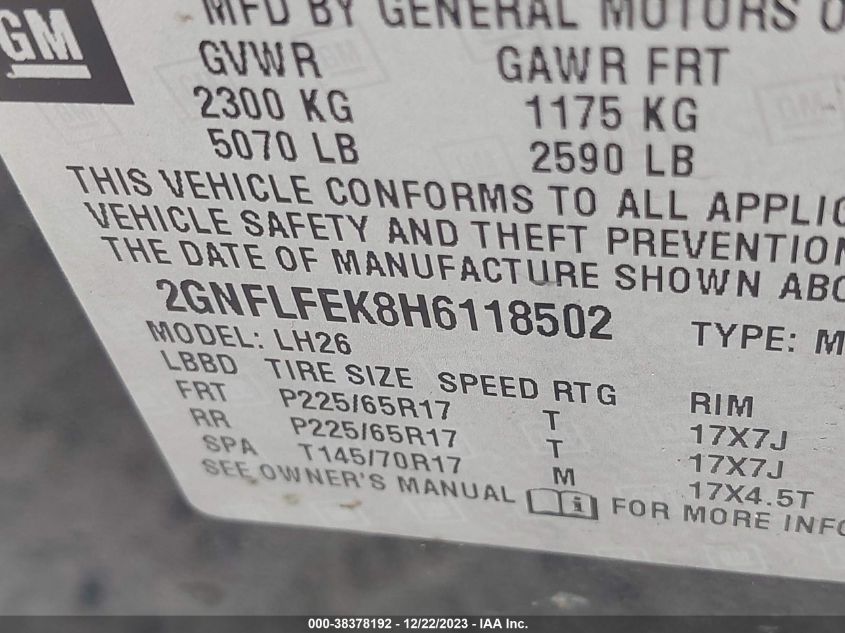 GM
MFD BY GENERAL MOTORS O
GVWR GAWR FRT
2300 KG 1175 KG
5070 LB 2590 LB
THIS VEHICLE CONFORMS TO ALL APPLIC
VEHICLE SAFETY AND THEFT PREVENTION
THE DATE OF MANUFACTURE SHOWN ABO
2GNFLFEK8H6118502 TYPE: M
MODEL: LH26
LBBD TIRE SIZE SPEED RTG RIM
FRT P225/65R17 T 17X7J
RR P225/65R17 T 17X7J
SPA T145/70R17 M 17X4.5T
SEE OWNER'S MANUAL i FOR MORE INFO
000-38378192 - 12/22/2023 - IAA Inc.